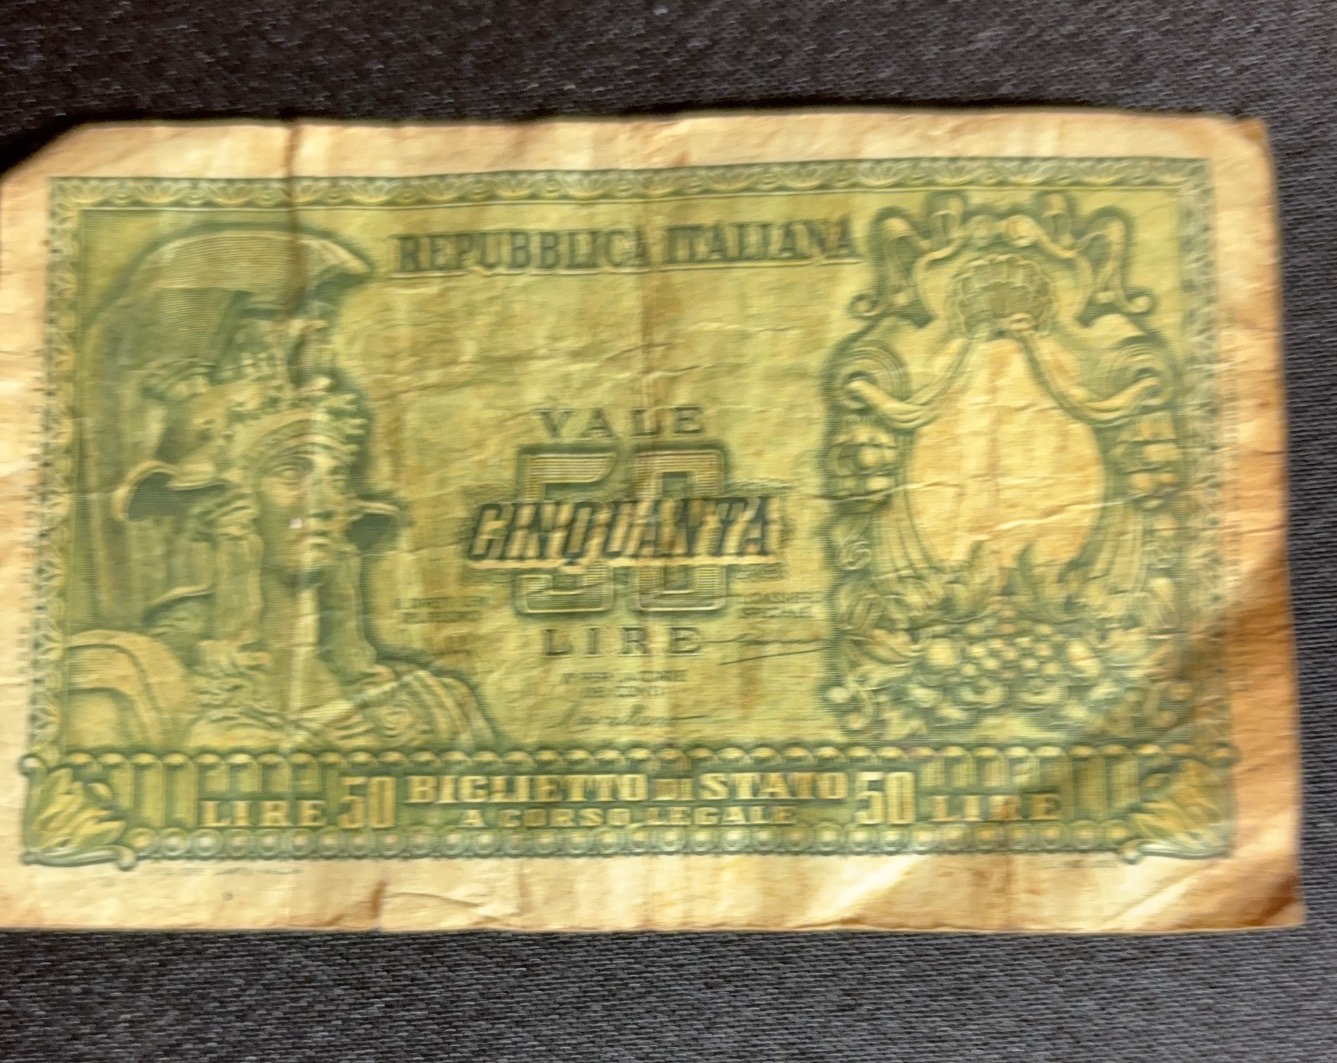 REPUBBLICA ITALIANA
VALE
50
CINQUANTA
LIRE
LIRE 50 BIGLIETTO DI STATO 50 LIRE
A CORSO LEGALE